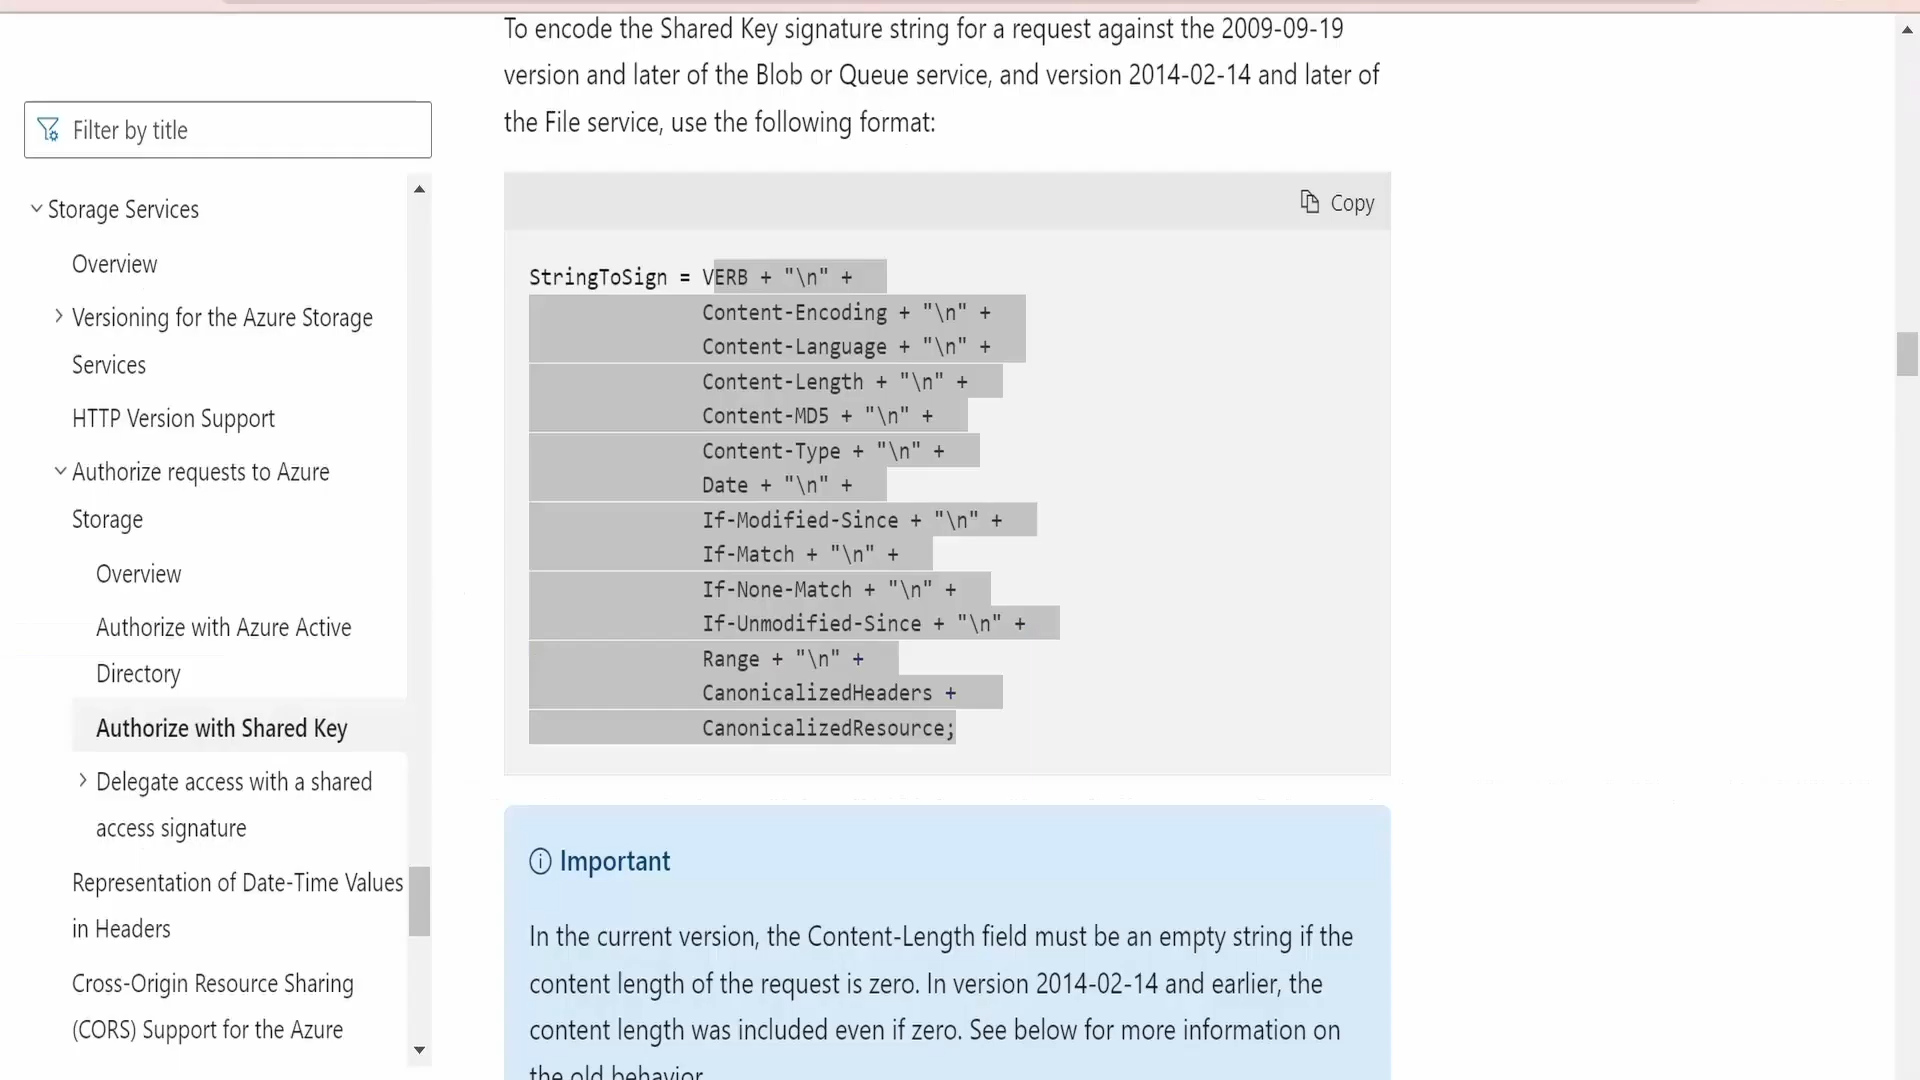 To encode the Shared Key signature string for a request against the 2009-09-19
version and later of the Blob or Queue service, and version 2014-02-14 and later of
the File service, use the following format:
Filter by title
Storage Services
Overview
Versioning for the Azure Storage
Services
HTTP Version Support
Authorize requests to Azure
Storage
Overview
Authorize with Azure Active
Directory
Authorize with Shared Key
Delegate access with a shared
access signature
Representation of Date-Time Values
in Headers
Cross-Origin Resource Sharing
(CORS) Support for the Azure
Copy
StringToSign = VERB + "\n" +
Content-Encoding + "\n" +
Content-Language + "\n" +
Content-Length + "\n" +
Content-MD5 + "\n" +
Content-Type + "\n" +
Date + "\n" +
If-Modified-Since + "\n" +
If-Match + "\n" +
If-None-Match + "\n" +
If-Unmodified-Since + "\n" +
Range + "\n" +
CanonicalizedHeaders +
CanonicalizedResource;
Important
In the current version, the Content-Length field must be an empty string if the
content length of the request is zero. In version 2014-02-14 and earlier, the
content length was included even if zero. See below for more information on
the old behavior.